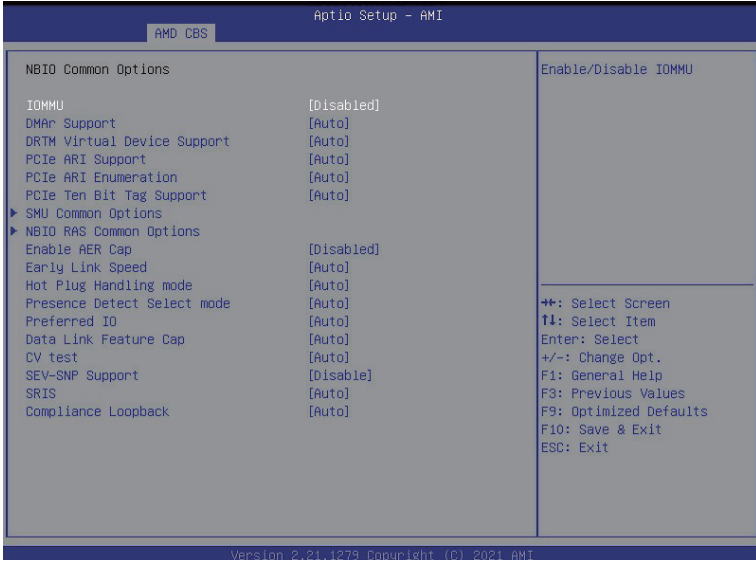 Aptio Setup – AMI
AMD CBS
NBIO Common Options
IOMMU [Disabled]
DMAr Support [Auto]
DRTM Virtual Device Support [Auto]
PCIe ARI Support [Auto]
PCIe ARI Enumeration [Auto]
PCIe Ten Bit Tag Support [Auto]
SMU Common Options
NBIO RAS Common Options
Enable AER Cap [Disabled]
Early Link Speed [Auto]
Hot Plug Handling mode [Auto]
Presence Detect Select mode [Auto]
Preferred IO [Auto]
Data Link Feature Cap [Auto]
CV test [Auto]
SEV-SNP Support [Disable]
SRIS [Auto]
Compliance Loopback [Auto]
Enable/Disable IOMMU
→←: Select Screen
↑↓: Select Item
Enter: Select
+/-: Change Opt.
F1: General Help
F3: Previous Values
F9: Optimized Defaults
F10: Save & Exit
ESC: Exit
Version 2.21.1279 Copyright (C) 2021 AMI